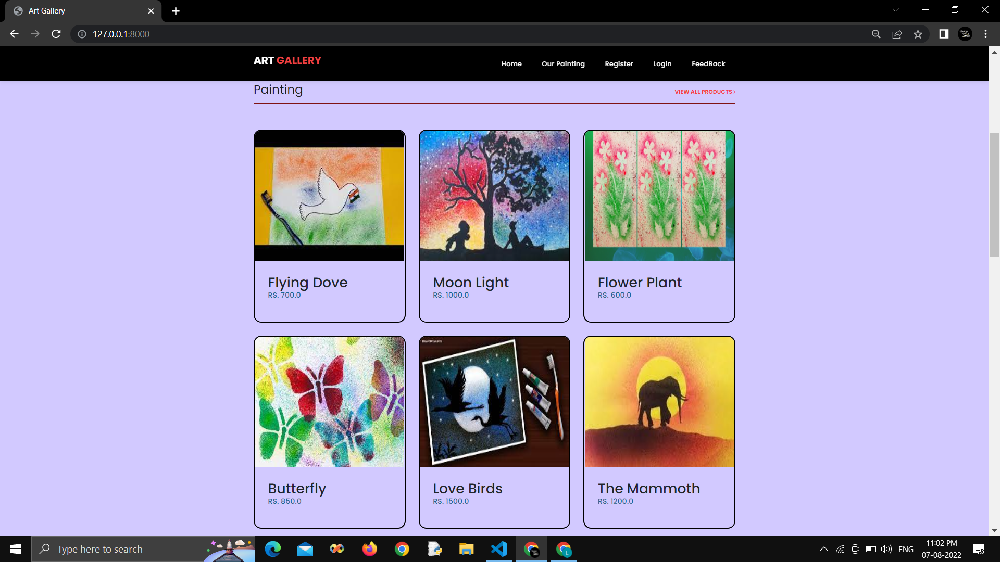 Art Gallery
127.0.0.1:8000
ART GALLERY
Home
Our Painting
Register
Login
FeedBack
Painting
VIEW ALL PRODUCTS
Flying Dove
RS. 700.0
Moon Light
RS. 1000.0
Flower Plant
RS. 600.0
Butterfly
RS. 850.0
Love Birds
RS. 1500.0
The Mammoth
RS. 1200.0
Type here to search
L
ENG
11:02 PM
07-08-2022